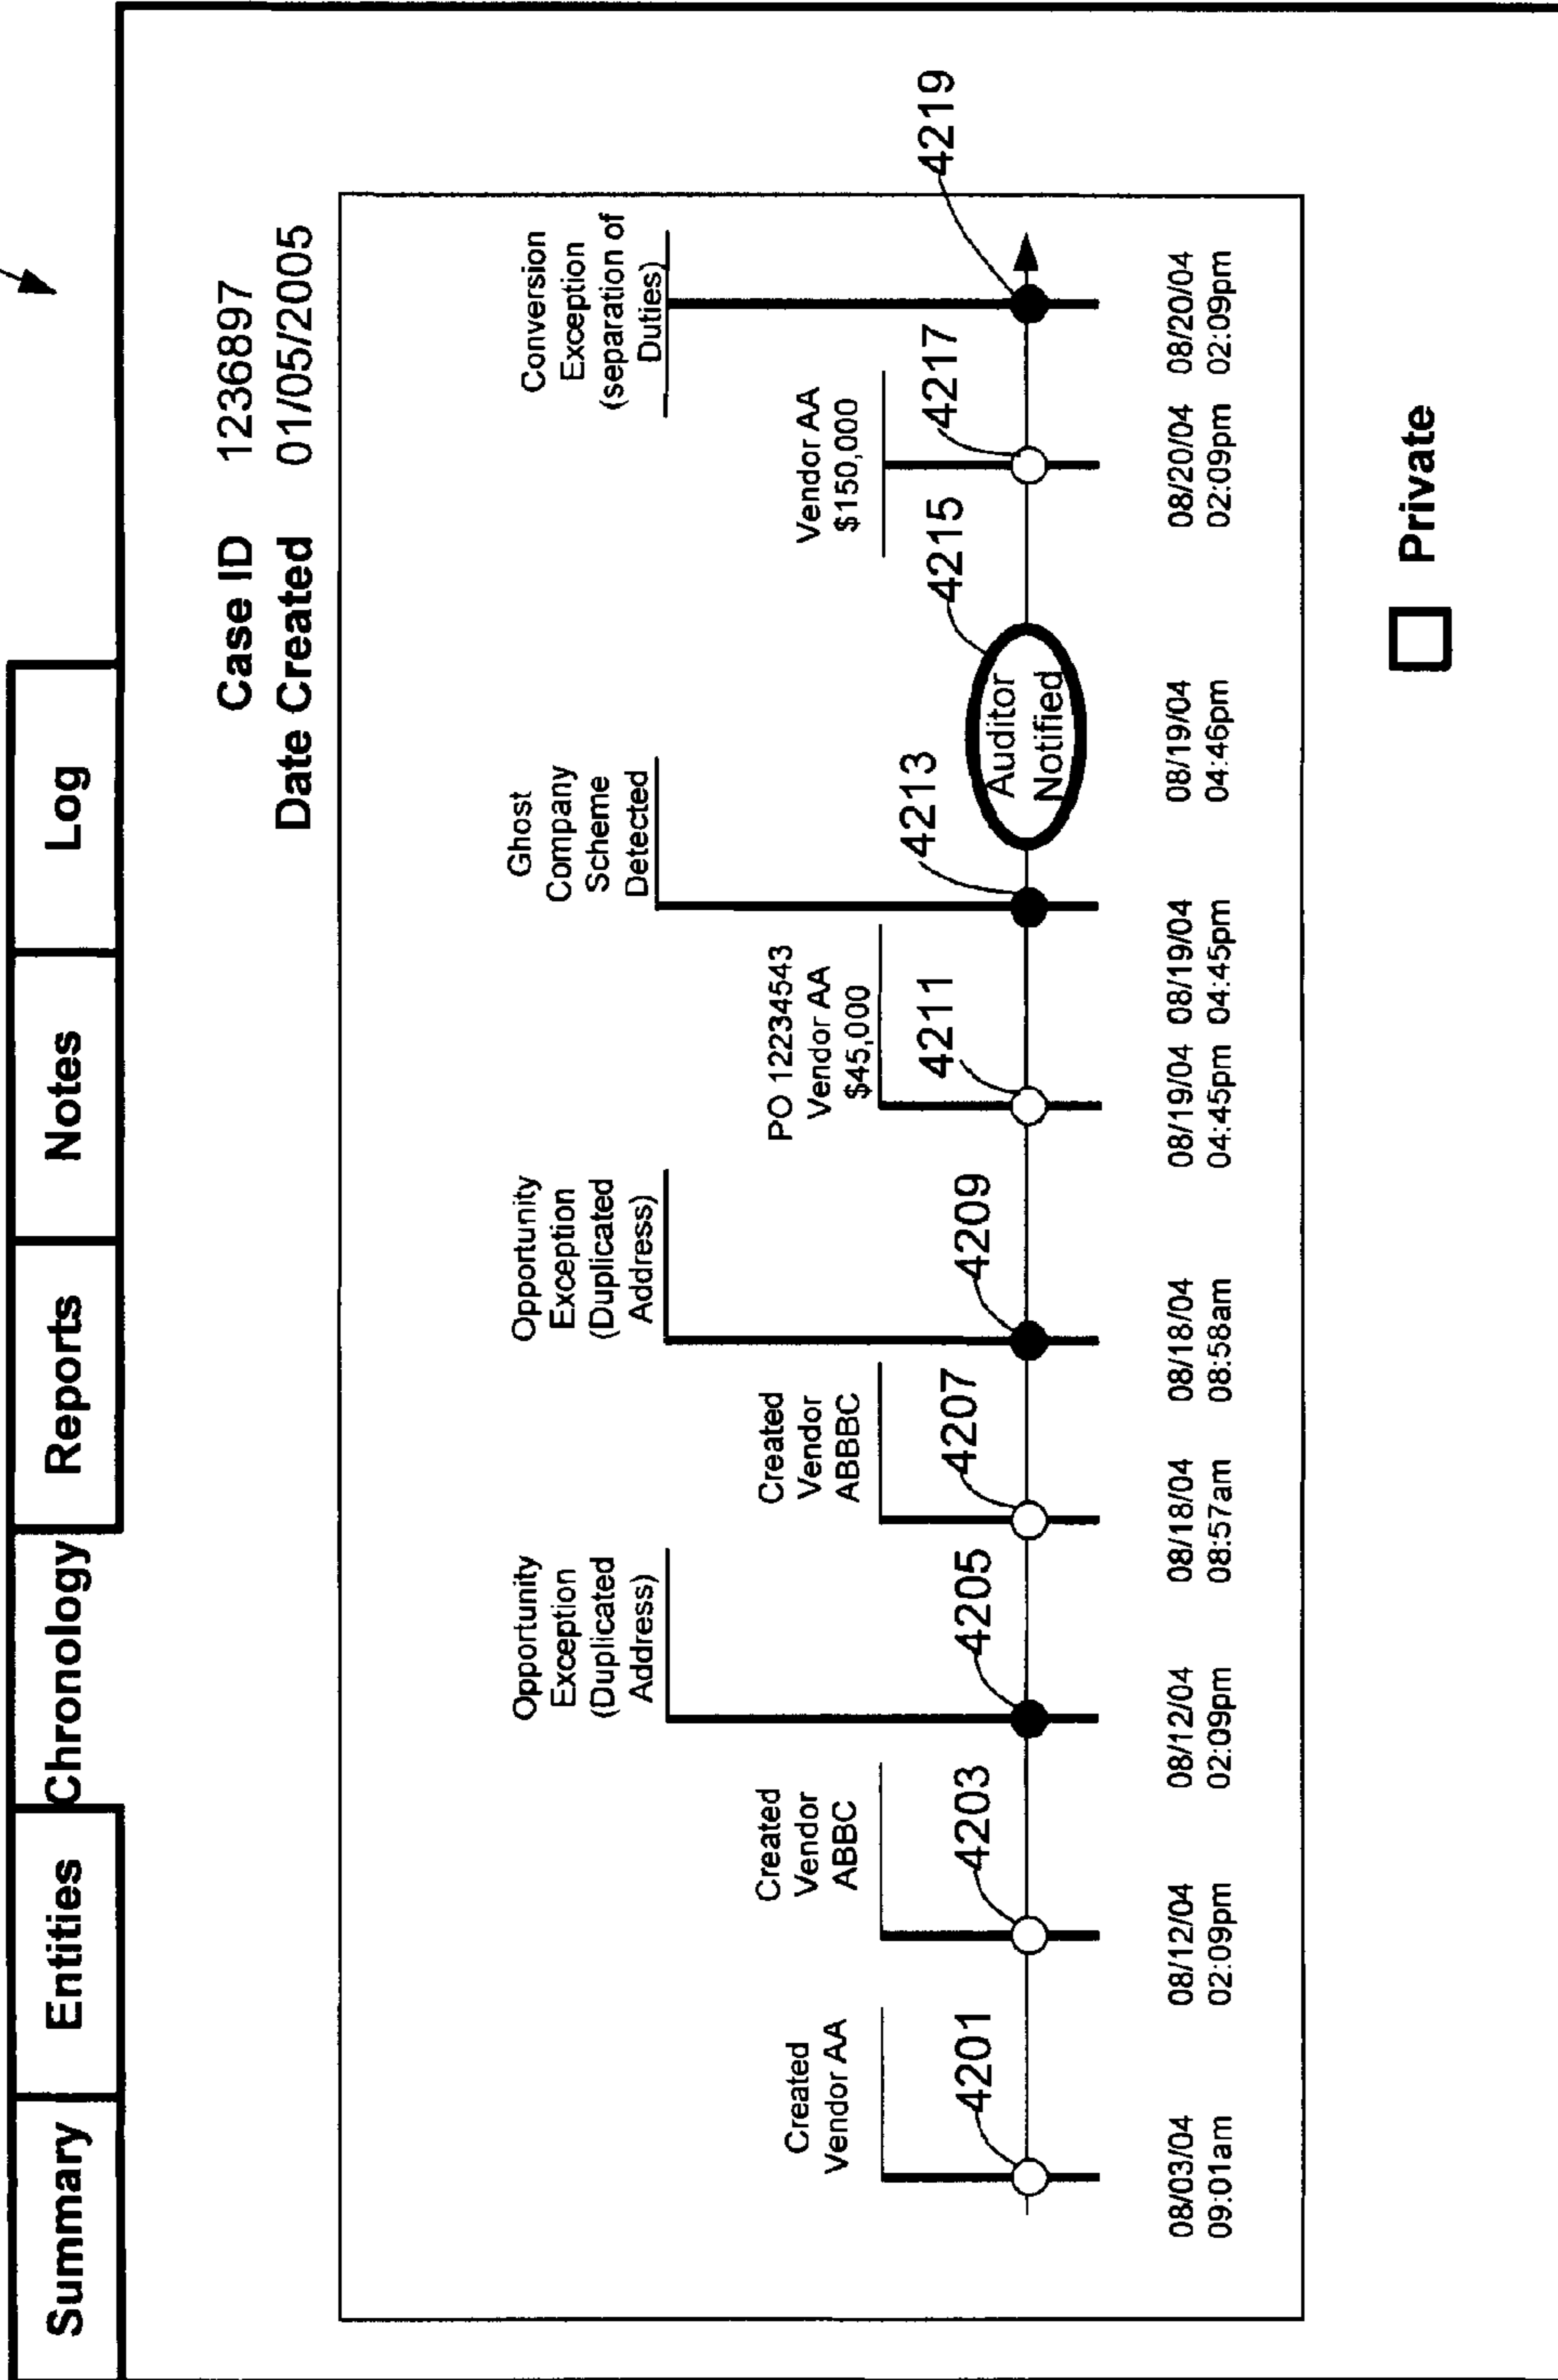 Summary
Entities
Chronology
Reports
Notes
Log
Case ID 1236897
Date Created 01/05/2005
Created
Vendor AA
4201
08/03/04
09:01am
Created
Vendor
ABBC
4203
08/12/04
02:09pm
Opportunity
Exception
(Duplicated
Address)
4205
08/12/04
02:09pm
Created
Vendor
ABBBC
4207
08/18/04
08:57am
Opportunity
Exception
(Duplicated
Address)
4209
08/18/04
08:58am
PO 12234543
Vendor AA
$45,000
4211
08/19/04
04:45pm
Ghost
Company
Scheme
Detected
4213
08/19/04
04:45pm
Auditor
Notified
4215
08/19/04
04:46pm
Vendor AA
$150,000
4217
08/20/04
02:09pm
Conversion
Exception
(separation of
Duties)
4219
08/20/04
02:09pm
Private